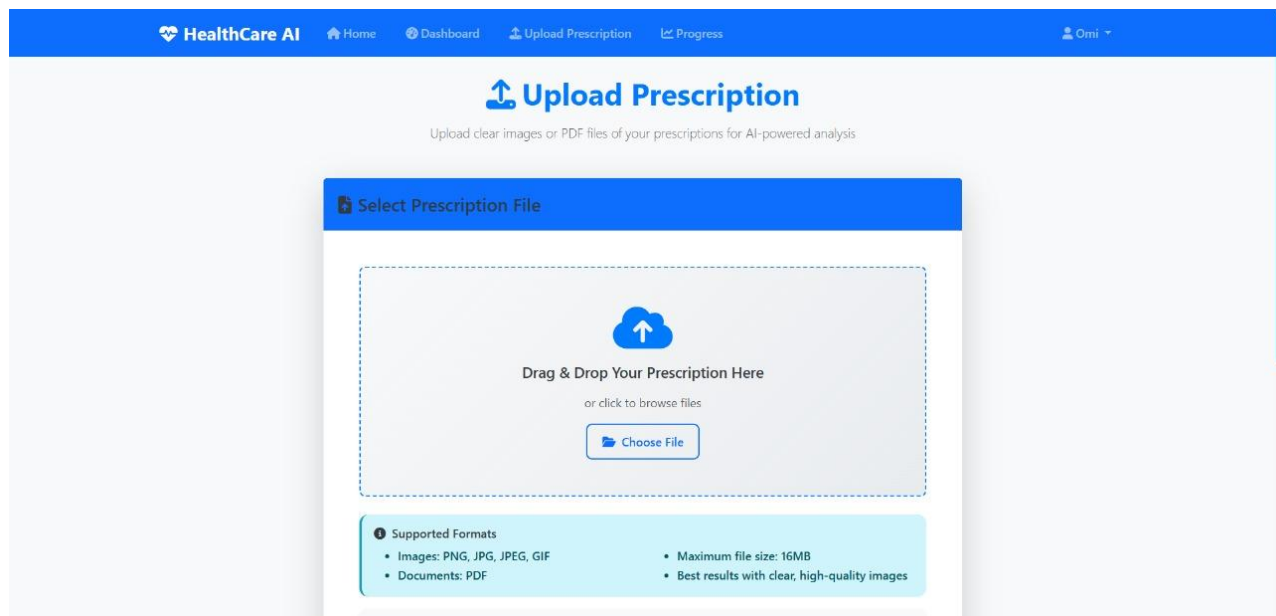 HealthCare AI Home Dashboard Upload Prescription Progress Omi
Upload Prescription
Upload clear images or PDF files of your prescriptions for AI-powered analysis
Select Prescription File
Drag & Drop Your Prescription Here
or click to browse files
Choose File
Supported Formats
• Images: PNG, JPG, JPEG, GIF
• Documents: PDF
• Maximum file size: 16MB
• Best results with clear, high-quality images